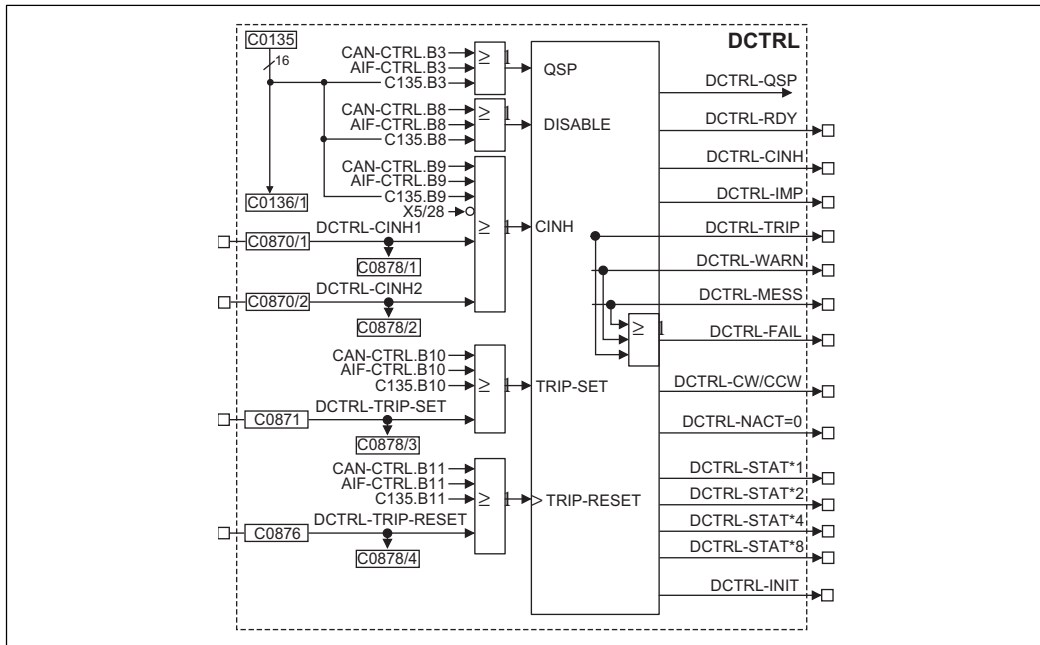 DCTRL
C0135
16
CAN-CTRL.B3
AIF-CTRL.B3
C135.B3
≥ 1
QSP
CAN-CTRL.B8
AIF-CTRL.B8
C135.B8
≥ 1
DISABLE
CAN-CTRL.B9
AIF-CTRL.B9
C135.B9
X5/28
≥ 1
CINH
C0136/1
C0870/1
DCTRL-CINH1
C0878/1
C0870/2
DCTRL-CINH2
C0878/2
CAN-CTRL.B10
AIF-CTRL.B10
C135.B10
≥ 1
TRIP-SET
C0871
DCTRL-TRIP-SET
C0878/3
CAN-CTRL.B11
AIF-CTRL.B11
C135.B11
≥ 1
TRIP-RESET
C0876
DCTRL-TRIP-RESET
C0878/4
DCTRL-QSP
DCTRL-RDY
DCTRL-CINH
DCTRL-IMP
DCTRL-TRIP
DCTRL-WARN
DCTRL-MESS
≥ 1
DCTRL-FAIL
DCTRL-CW/CCW
DCTRL-NACT=0
DCTRL-STAT*1
DCTRL-STAT*2
DCTRL-STAT*4
DCTRL-STAT*8
DCTRL-INIT